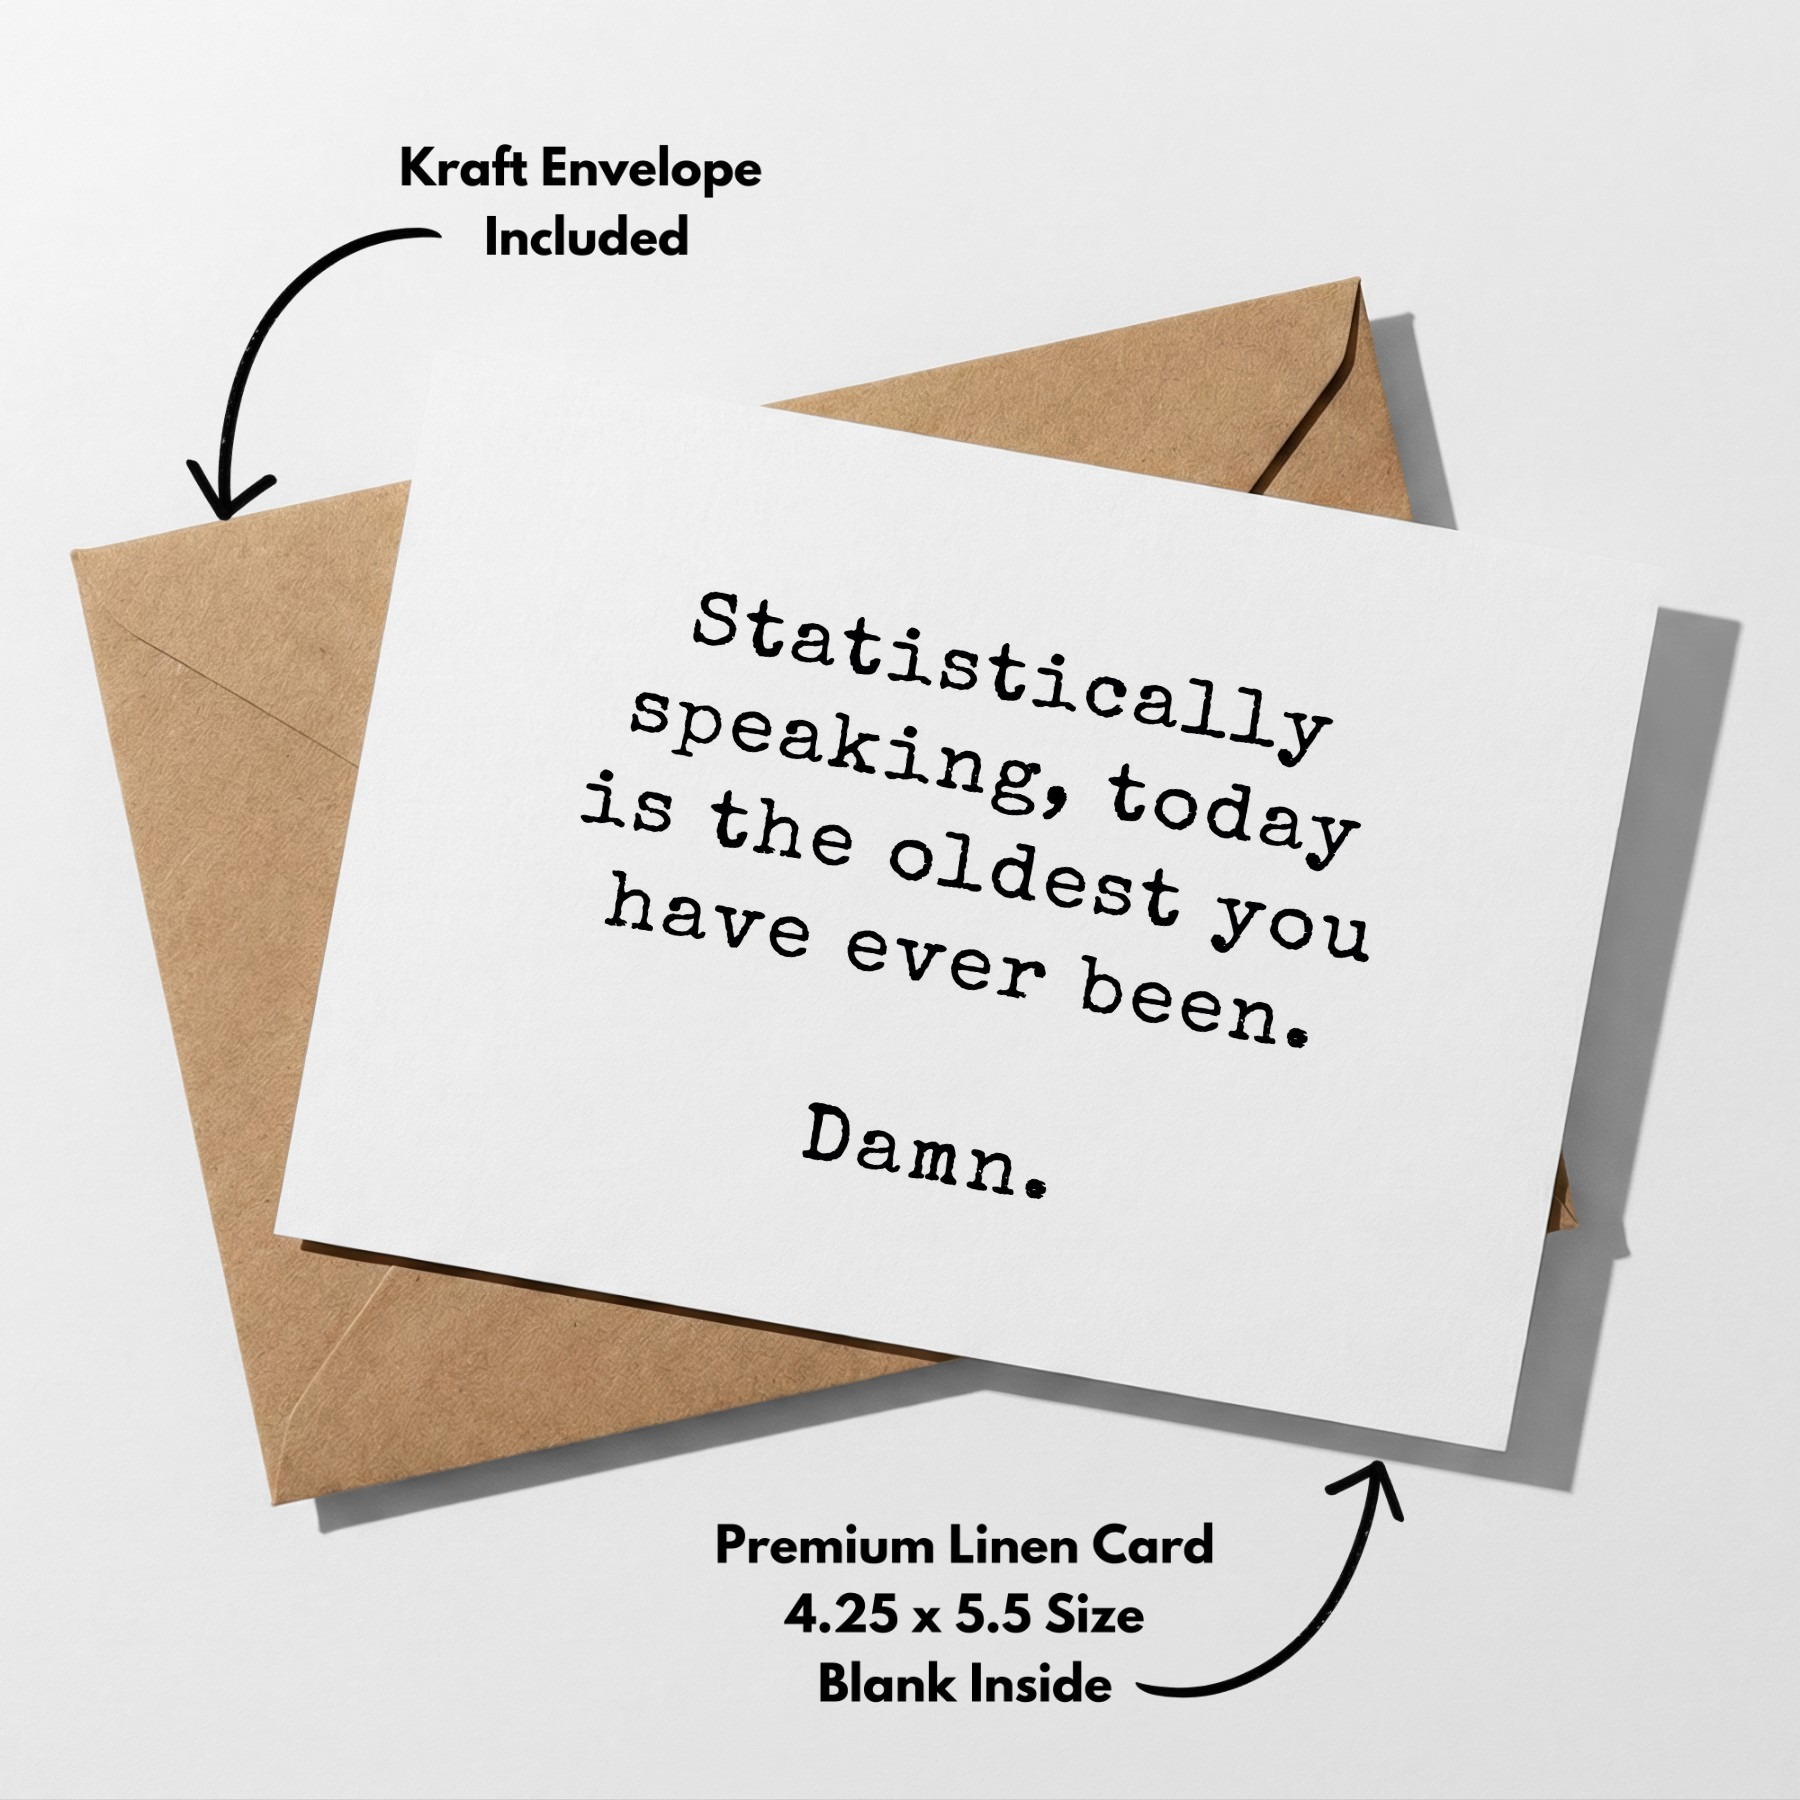 Kraft Envelope
Included
Statistically
speaking, today
is the oldest you
have ever been.
Damn.
Premium Linen Card
4.25 x 5.5 Size
Blank Inside